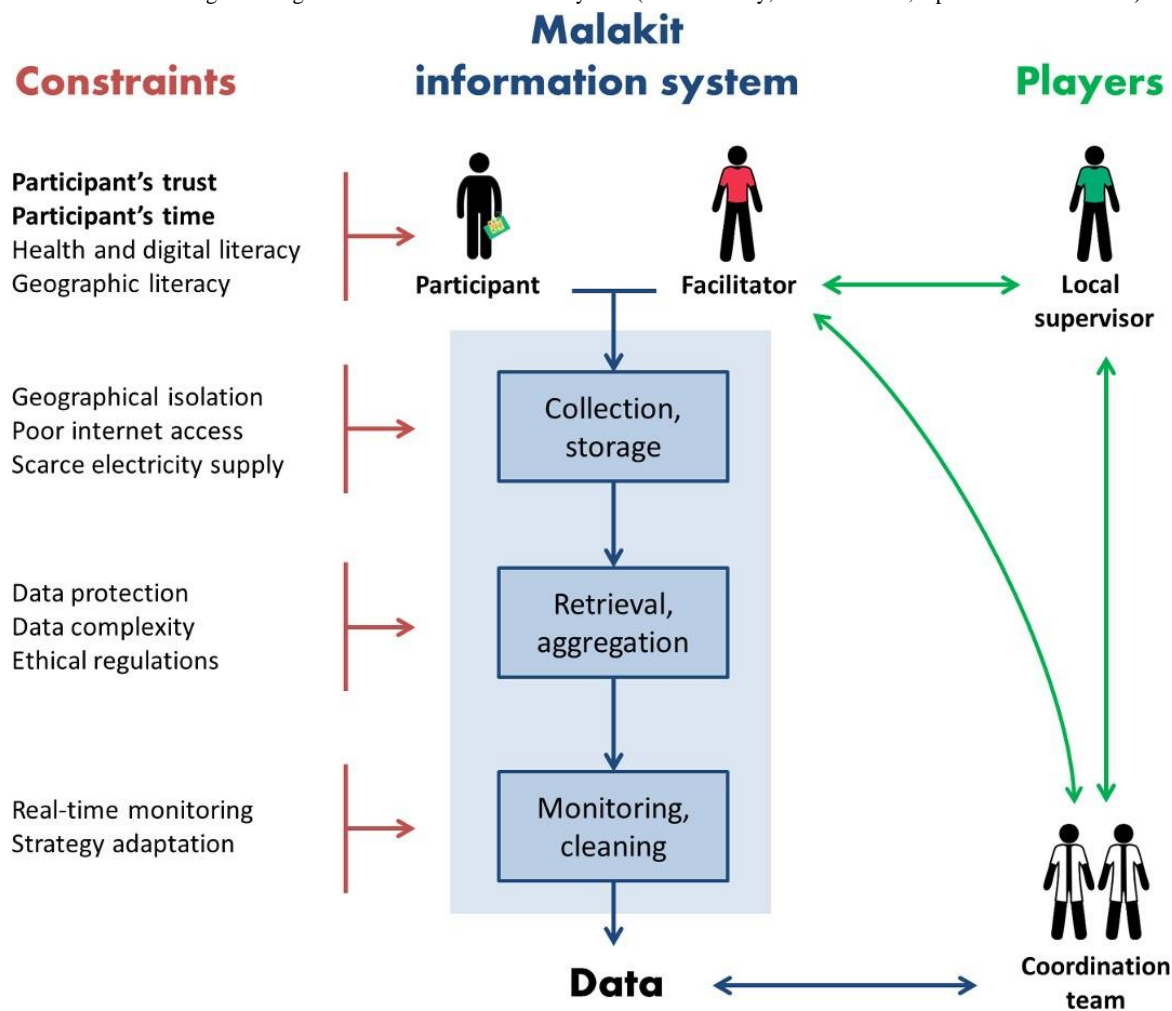 Malakit
information system
Constraints
Players
Participant's trust
Participant's time
Health and digital literacy
Geographic literacy
Participant
Facilitator
Local
supervisor
Geographical isolation
Poor internet access
Scarce electricity supply
Collection,
storage
Data protection
Data complexity
Ethical regulations
Retrieval,
aggregation
Real-time monitoring
Strategy adaptation
Monitoring,
cleaning
Data
Coordination
team